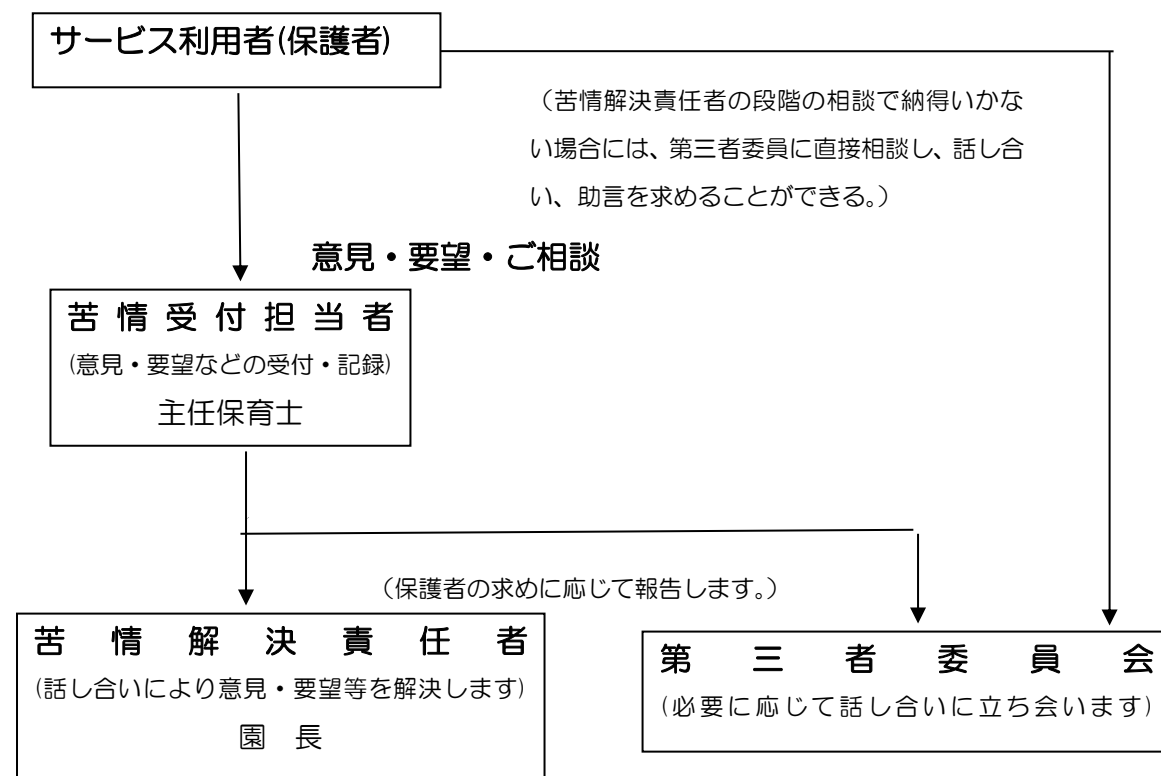 サービス利用者(保護者)
（苦情解決責任者の段階の相談で納得いかな
い場合には、第三者委員に直接相談し、話し合
い、助言を求めることができる。）
意見・要望・ご相談
苦情受付担当者
(意見・要望などの受付・記録)
主任保育士
（保護者の求めに応じて報告します。）
苦情解決責任者
(話し合いにより意見・要望等を解決します)
園　長
第三者委員会
(必要に応じて話し合いに立ち会います)